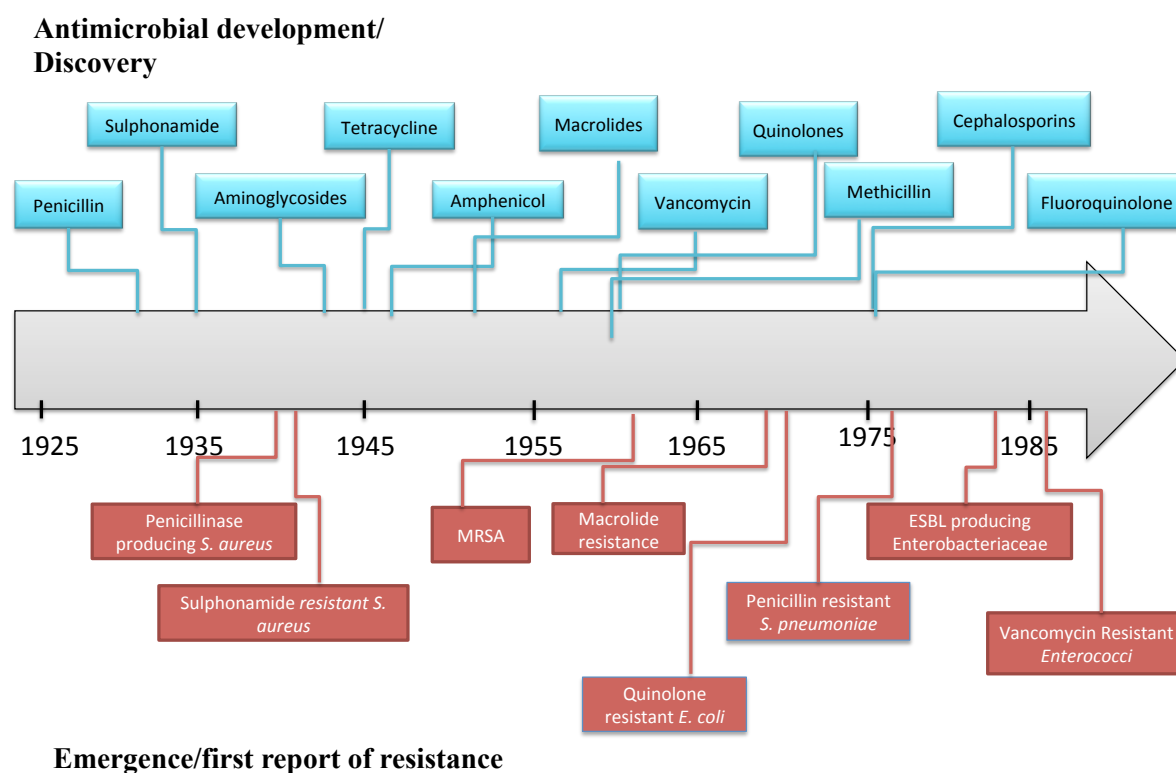 Antimicrobial development/
Discovery
Sulphonamide
Tetracycline
Macrolides
Quinolones
Cephalosporins
Penicillin
Aminoglycosides
Amphenicol
Vancomycin
Methicillin
Fluoroquinolone
1925
1935
1945
1955
1965
1975
1985
Penicillinase
producing S. aureus
MRSA
Macrolide
resistance
ESBL producing
Enterobacteriaceae
Sulphonamide resistant S.
aureus
Penicillin resistant
S. pneumoniae
Vancomycin Resistant
Enterococci
Quinolone
resistant E. coli
Emergence/first report of resistance